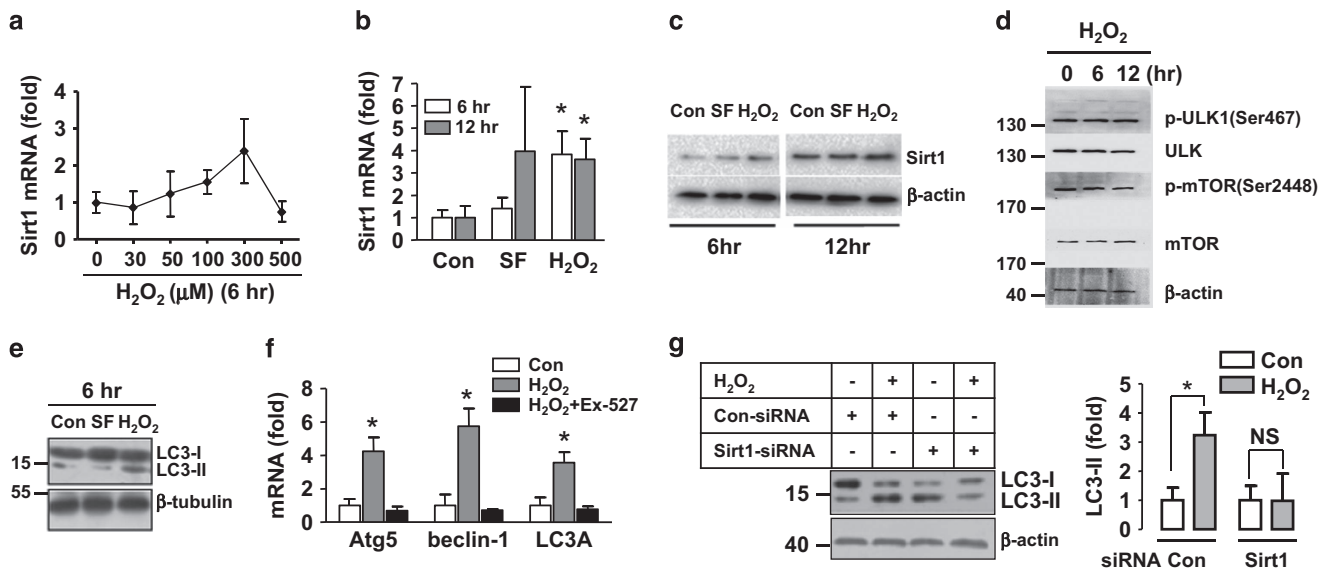 a
Sirt1 mRNA (fold)
4
3
2
1
0
0 30 50 100 300 500
H₂O₂ (μM) (6 hr)
b
Sirt1 mRNA (fold)
7
6
5
4
3
2
1
0
6 hr
12 hr
* *
Con SF H₂O₂
c
Con SF H₂O₂ Con SF H₂O₂
Sirt1
β-actin
6hr 12hr
d
H₂O₂
0 6 12 (hr)
130 p-ULK1(Ser467)
130 ULK
p-mTOR(Ser2448)
170
mTOR
170
40 β-actin
e
6 hr
Con SF H₂O₂
LC3-I
15 LC3-II
55
β-tubulin
f
mRNA (fold)
8
6
4
2
0
Con
H₂O₂
H₂O₂+Ex-527
* * *
Atg5 beclin-1 LC3A
g
H₂O₂ - + - +
Con-siRNA + + - -
Sirt1-siRNA - - + +
LC3-I
15 LC3-II
40 β-actin
Con
H₂O₂
LC3-II (fold)
5
4
3
2
1
0
*
NS
siRNA Con Sirt1